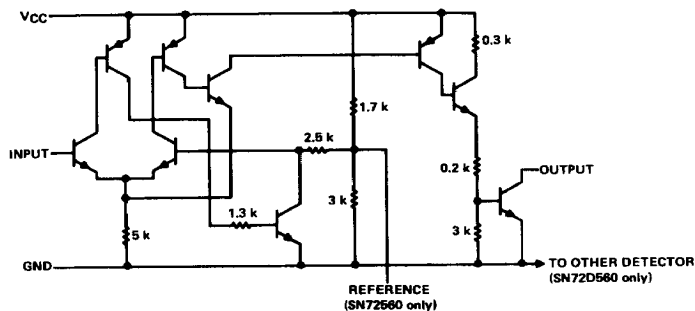 VCC
0.3 k
1.7 k
2.5 k
INPUT
0.2 k
OUTPUT
3 k
1.3 k
3 k
5 k
GND
TO OTHER DETECTOR
(SN72D560 only)
REFERENCE
(SN72560 only)